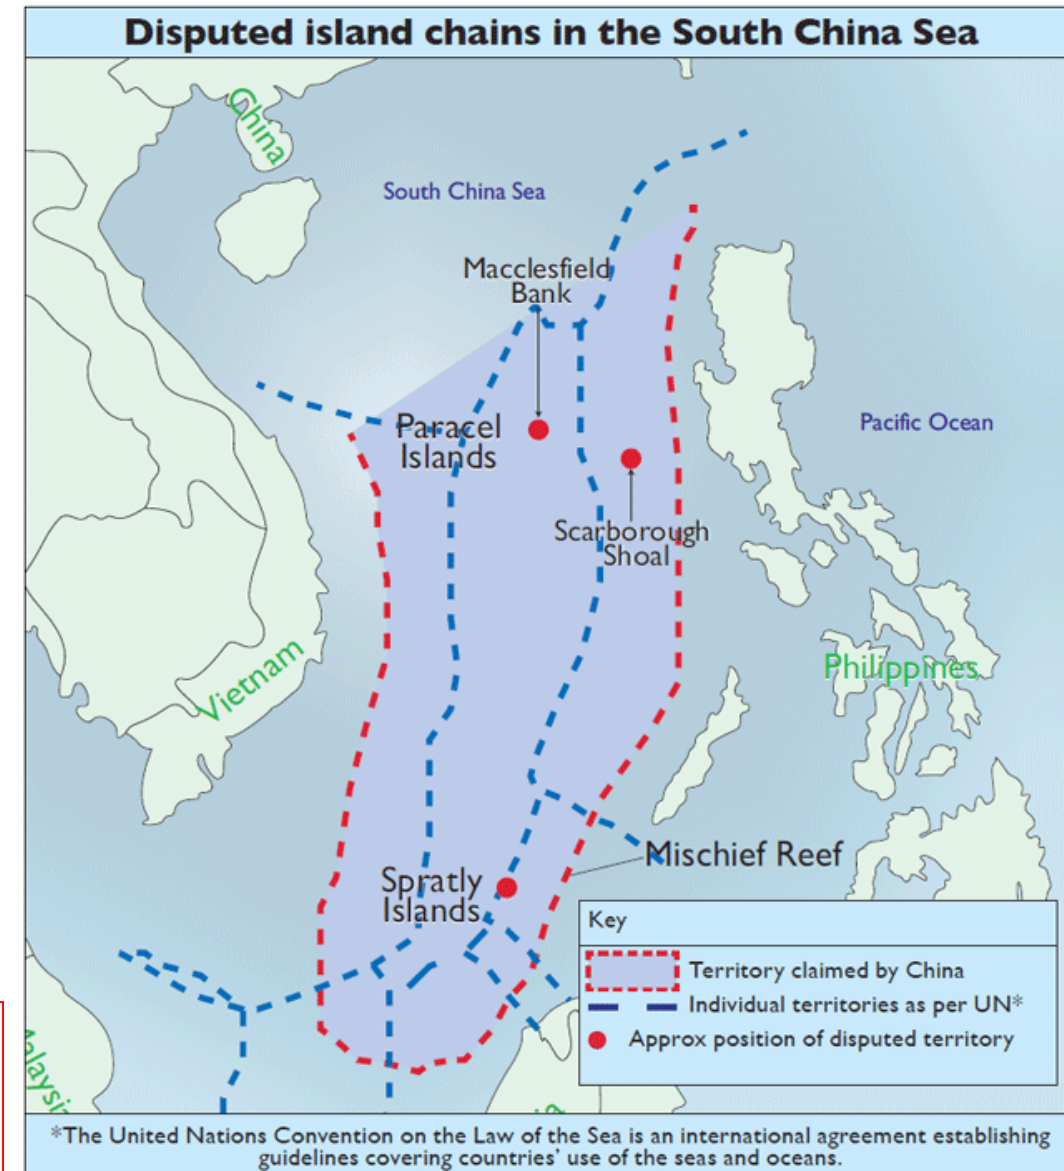 Disputed island chains in the South China Sea
China
South China Sea
Macclesfield
Bank
Paracel
Islands
Pacific Ocean
Scarborough
Shoal
Vietnam
Philippines
Mischief Reef
Spratly
Islands
Key
Territory claimed by China
Individual territories as per UN*
Approx position of disputed territory
*The United Nations Convention on the Law of the Sea is an international agreement establishing
guidelines covering countries’ use of the seas and oceans.